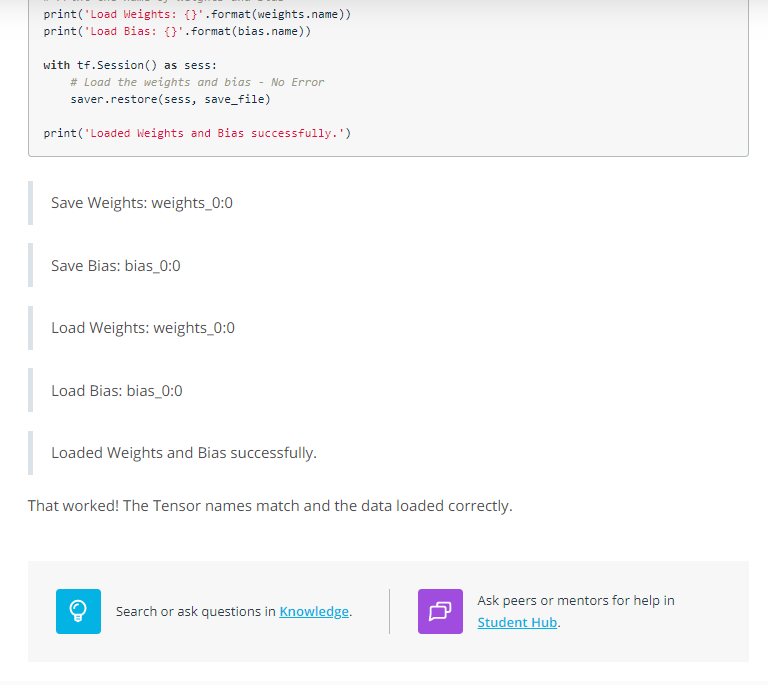 print('Load Weights: {}'.format(weights.name))
print('Load Bias: {}'.format(bias.name))
with tf.Session() as sess:
# Load the weights and bias - No Error
saver.restore(sess, save_file)
print('Loaded Weights and Bias successfully.')
Save Weights: weights_0:0
Save Bias: bias_0:0
Load Weights: weights_0:0
Load Bias: bias_0:0
Loaded Weights and Bias successfully.
That worked! The Tensor names match and the data loaded correctly.
Search or ask questions in Knowledge.
Ask peers or mentors for help in
Student Hub.